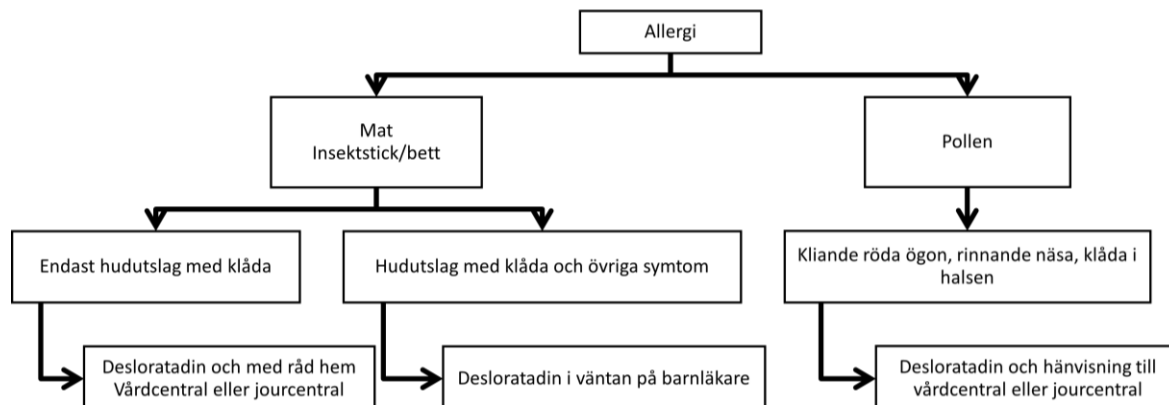 Allergi
Mat
Insektstick/bett
Pollen
Endast hudutslag med klåda
Hudutslag med klåda och övriga symtom
Kliande röda ögon, rinnande näsa, klåda i
halsen
Desloratadin och med råd hem
Vårdcentral eller jourcentral
Desloratadin i väntan på barnläkare
Desloratadin och hänvisning till
vårdcentral eller jourcentral